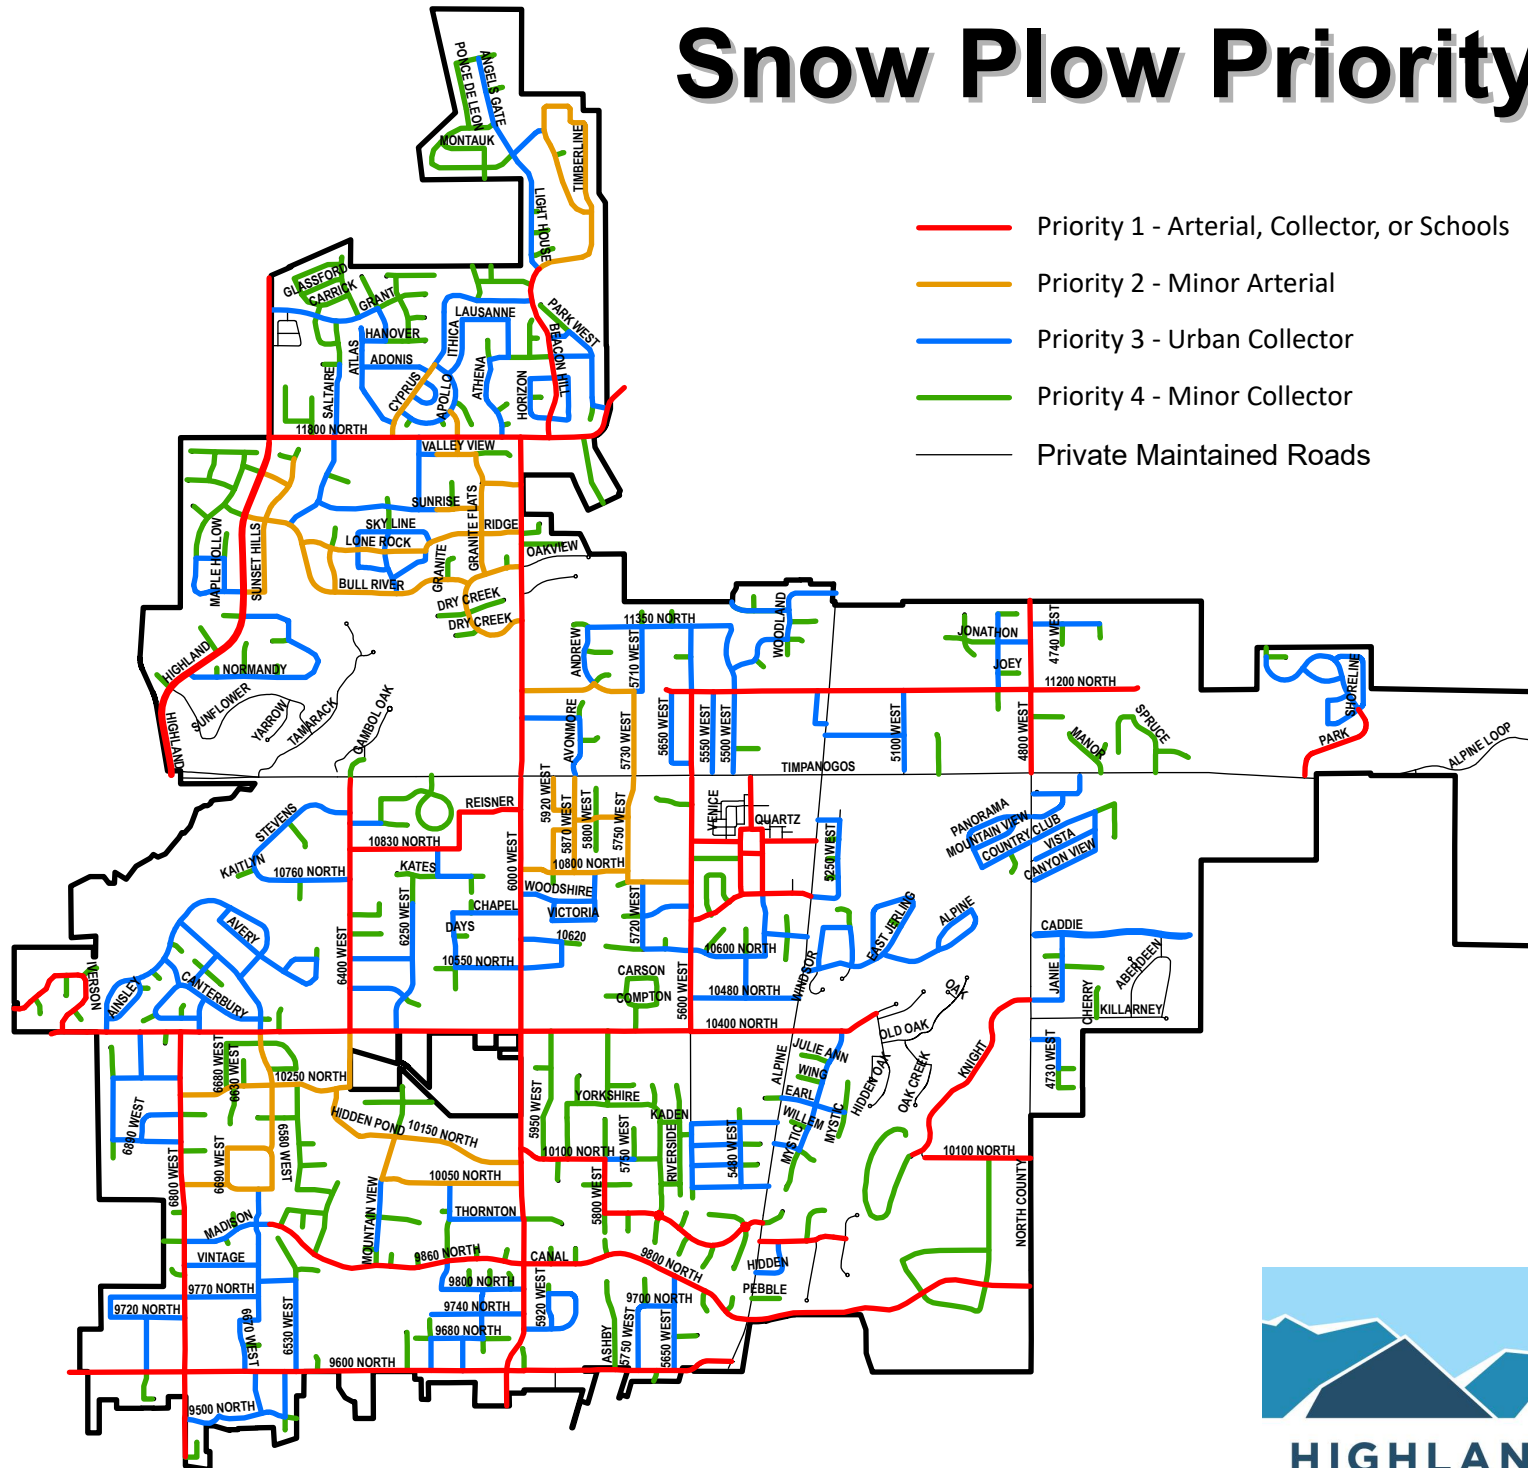 Snow Plow Priority
Priority 1 - Arterial, Collector, or Schools
Priority 2 - Minor Arterial
Priority 3 - Urban Collector
Priority 4 - Minor Collector
Private Maintained Roads
PONCE DE LEON
ANGELS GATE
MONTAUK
TIMBERLINE
LIGHT HOUSE
GLASSFORD
CARRICK
GRANT
HANOVER
ATLAS
ADONIS
ITHICA
LAUSANNE
PARK WEST
BEACON HILL
CYPRUS
APOLLO
ATHENA
HORIZON
SALTAIRE
11800 NORTH
VALLEY VIEW
SUNRISE
SKY LINE
LONE ROCK
GRANITE FLATS
RIDGE
OAKVIEW
MAPLE HOLLOW
SUNSET HILLS
BULL RIVER
GRANITE
DRY CREEK
DRY CREEK
HIGHLAND
NORMANDY
HIGHLAND
SUNFLOWER
YARROW
TAMARACK
GAMBOL OAK
ANDREW
11350 NORTH
5710 WEST
WOODLAND
JONATHON
JOEY
4740 WEST
11200 NORTH
SHORELINE
PARK
ALPINE LOOP
AVONMORE
5730 WEST
5650 WEST
5550 WEST
5500 WEST
5100 WEST
4800 WEST
MANOR
SPRUCE
TIMPANOGOS
STEVENS
REISNER
10830 NORTH
KAITLYN
10760 NORTH
KATES
6000 WEST
5920 WEST
5870 WEST
5800 WEST
5750 WEST
10800 NORTH
VENICE
QUARTZ
5250 WEST
PANORAMA
MOUNTAIN VIEW
COUNTRY CLUB
VISTA
CANYON VIEW
WOODSHIRE
VICTORIA
CHAPEL
DAYS
6250 WEST
6400 WEST
10550 NORTH
10620
5720 WEST
10600 NORTH
EAST JERLING
ALPINE
CADDIE
AVERY
AINSLEY
CANTERBURY
IVERSON
CARSON
COMPTON
5600 WEST
10480 NORTH
WINDSOR
10400 NORTH
OAK
OLD OAK
JANIE
ABERDEEN
CHERRY
KILLARNEY
6680 WEST
6630 WEST
10250 NORTH
HIDDEN POND
10150 NORTH
5950 WEST
YORKSHIRE
KADEN
ALPINE
JULIE ANN
WING
EARL
WILLEM
MYSTIC
MYSTIC
HIDDEN OAK
OAK CREEK
KNIGHT
4730 WEST
6890 WEST
6800 WEST
6690 WEST
6580 WEST
10050 NORTH
10100 NORTH
5750 WEST
RIVERSIDE
5480 WEST
10100 NORTH
NORTH COUNTY
MADISON
VINTAGE
MOUNTAIN VIEW
THORNTON
5800 WEST
9860 NORTH
CANAL
9800 NORTH
HIDDEN
PEBBLE
9770 NORTH
9720 NORTH
6670 WEST
6530 WEST
9800 NORTH
9740 NORTH
9680 NORTH
5920 WEST
9700 NORTH
ASHBY
5750 WEST
5650 WEST
9600 NORTH
9500 NORTH
HIGHLAN